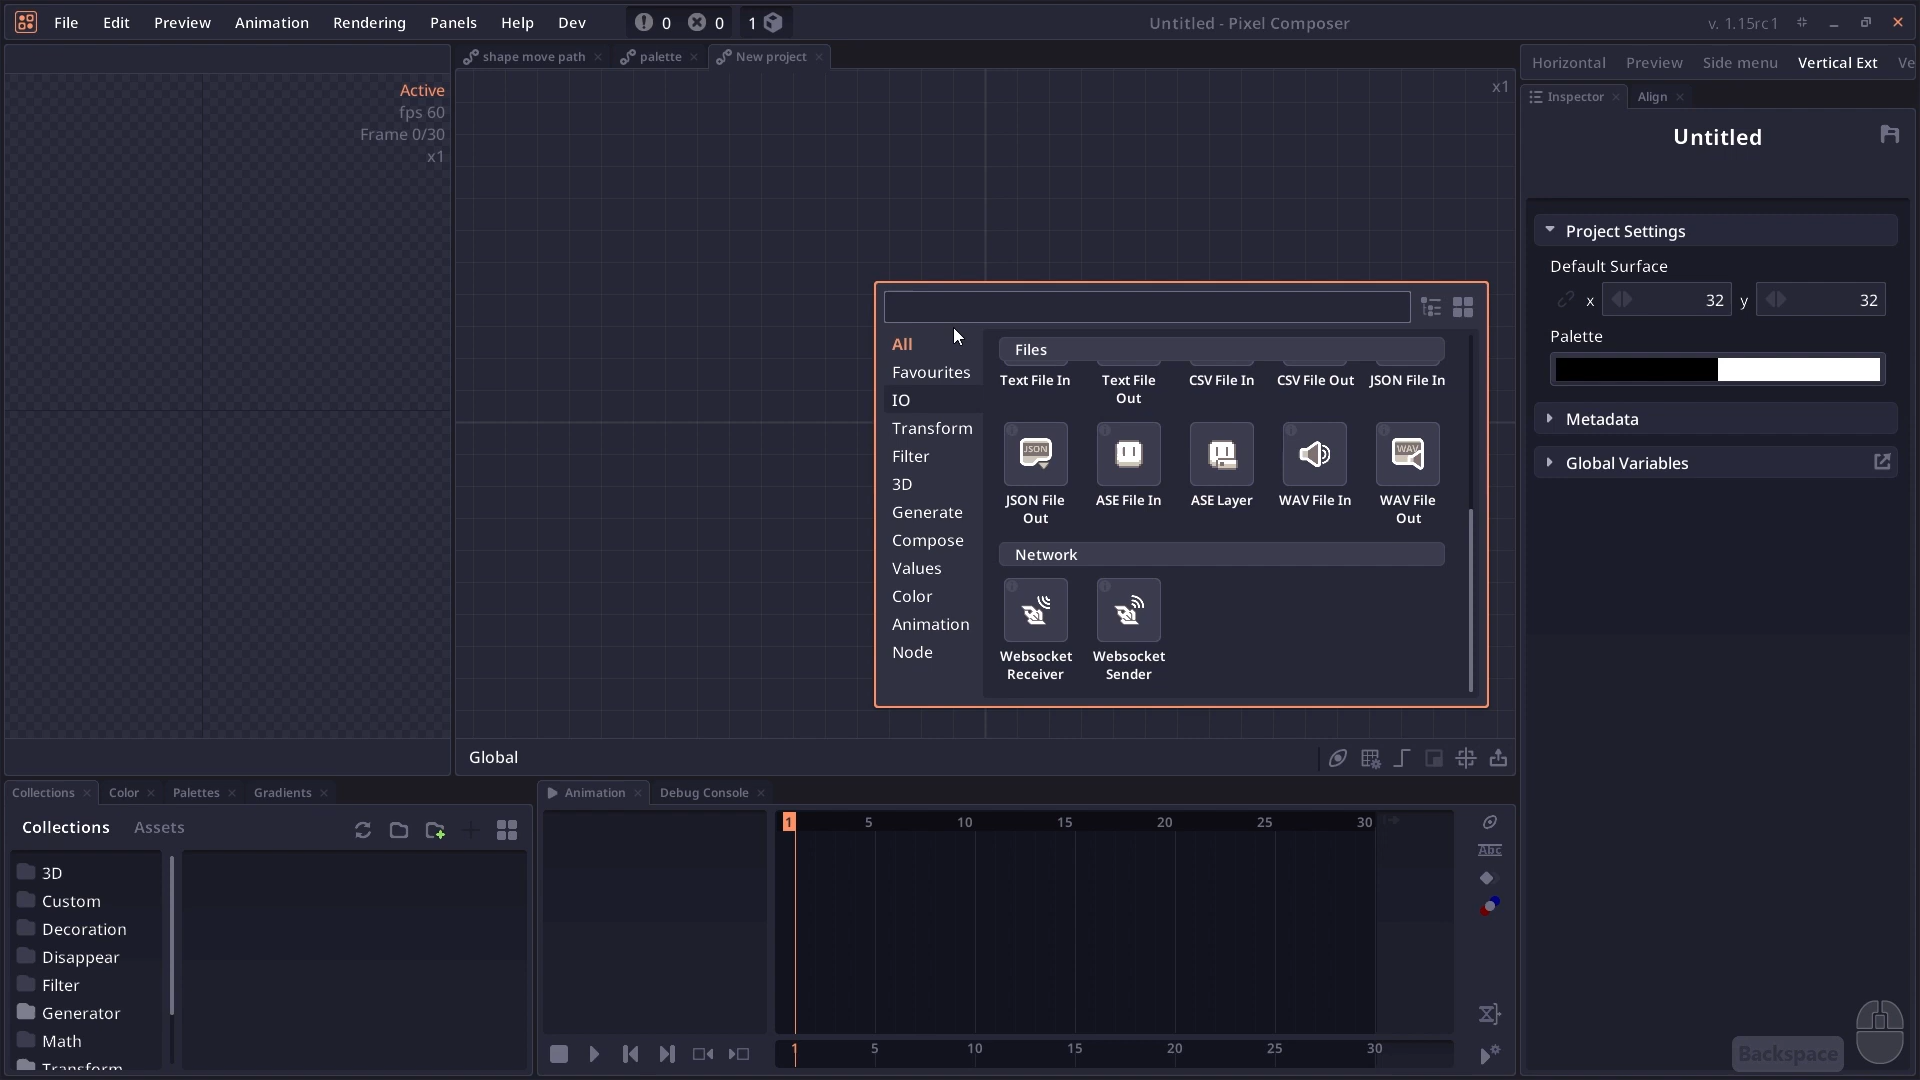 File Edit Preview Animation Rendering Panels Help Dev 0 0 1 Untitled - Pixel Composer v. 1.15rc1
shape move path palette New project
Horizontal Preview Side menu Vertical Ext Ve
Active
fps 60
Frame 0/30
x1
x1
Inspector Align
Untitled
Project Settings
Default Surface
x 32 y 32
Palette
Metadata
Global Variables
All
Favourites
IO
Transform
Filter
3D
Generate
Compose
Values
Color
Animation
Node
Files
Text File In Text File Out CSV File In CSV File Out JSON File In
JSON
WAV
JSON File Out ASE File In ASE Layer WAV File In WAV File Out
Network
Websocket Receiver Websocket Sender
Global
Collections Color Palettes Gradients
Collections Assets
3D
Custom
Decoration
Disappear
Filter
Generator
Math
Transform
Animation Debug Console
1 5 10 15 20 25 30
Abc
1 5 10 15 20 25 30
Backspace